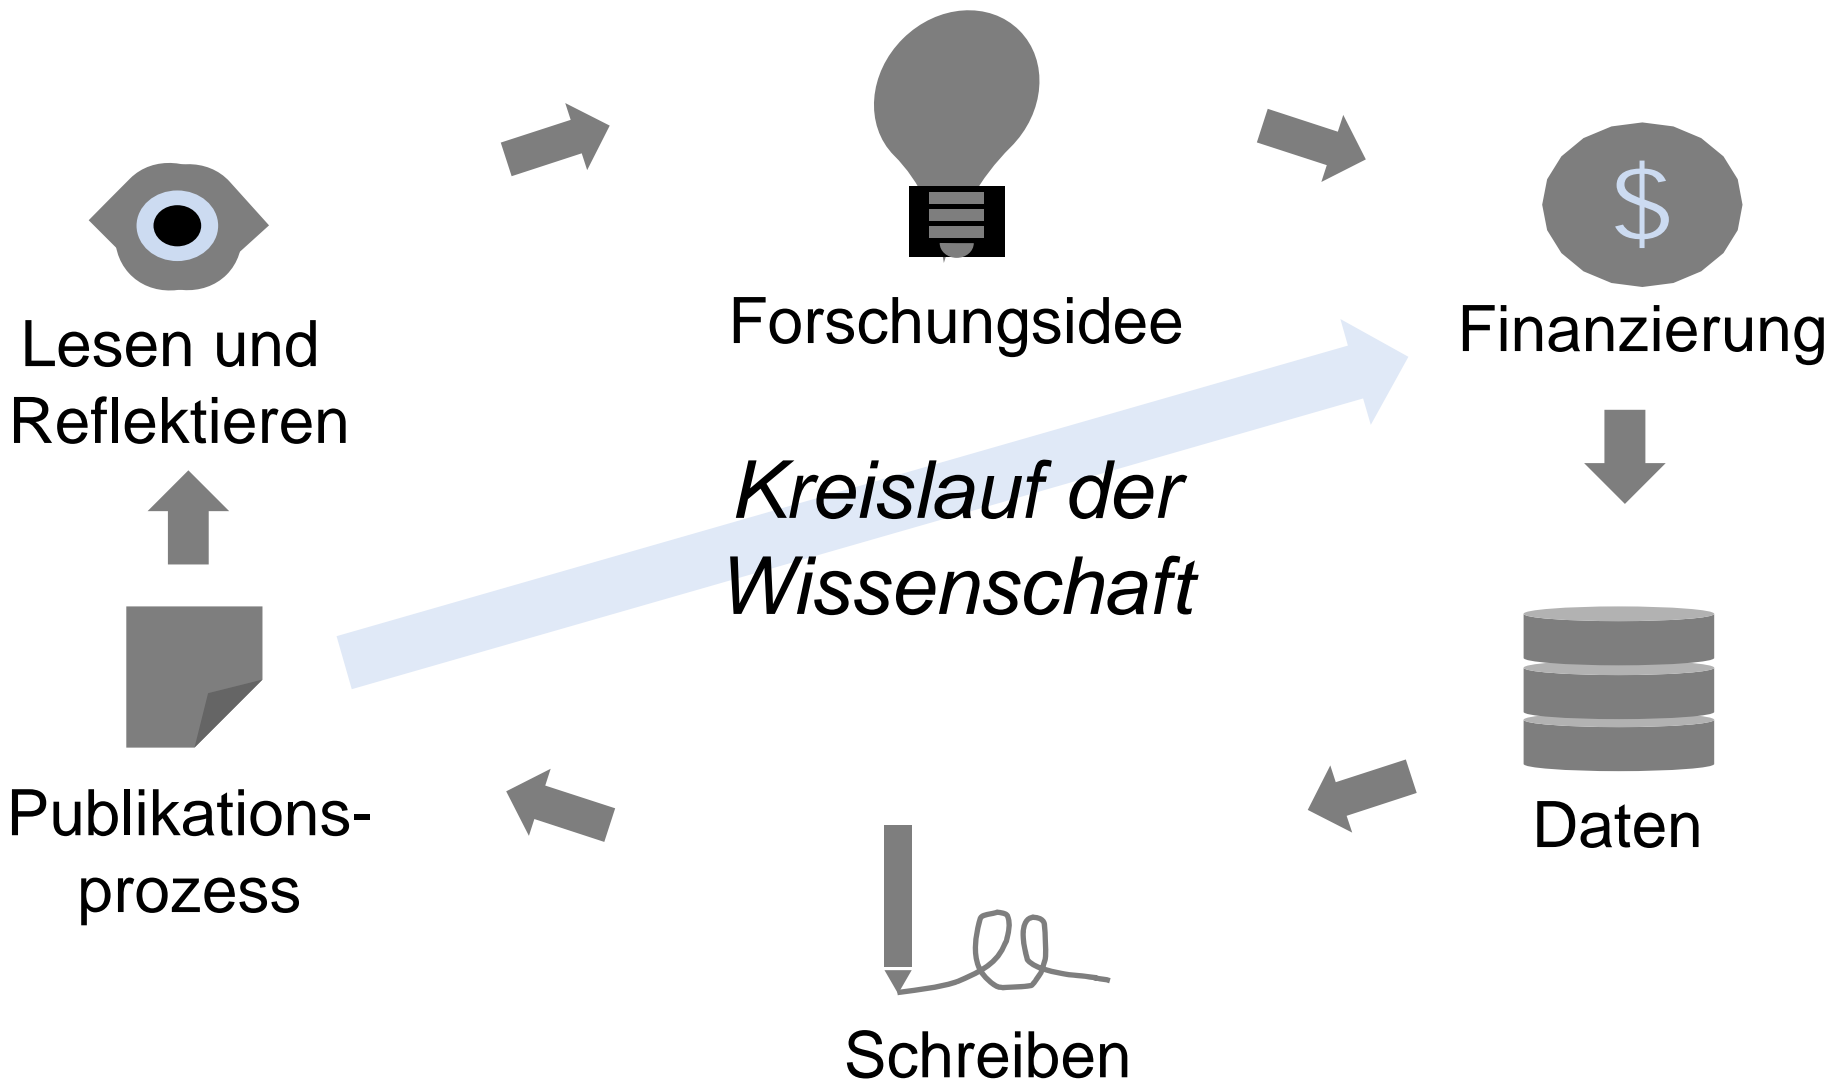 Forschungsidee
$
Finanzierung
Lesen und
Reflektieren
Kreislauf der
Wissenschaft
Daten
Publikations-
prozess
Schreiben